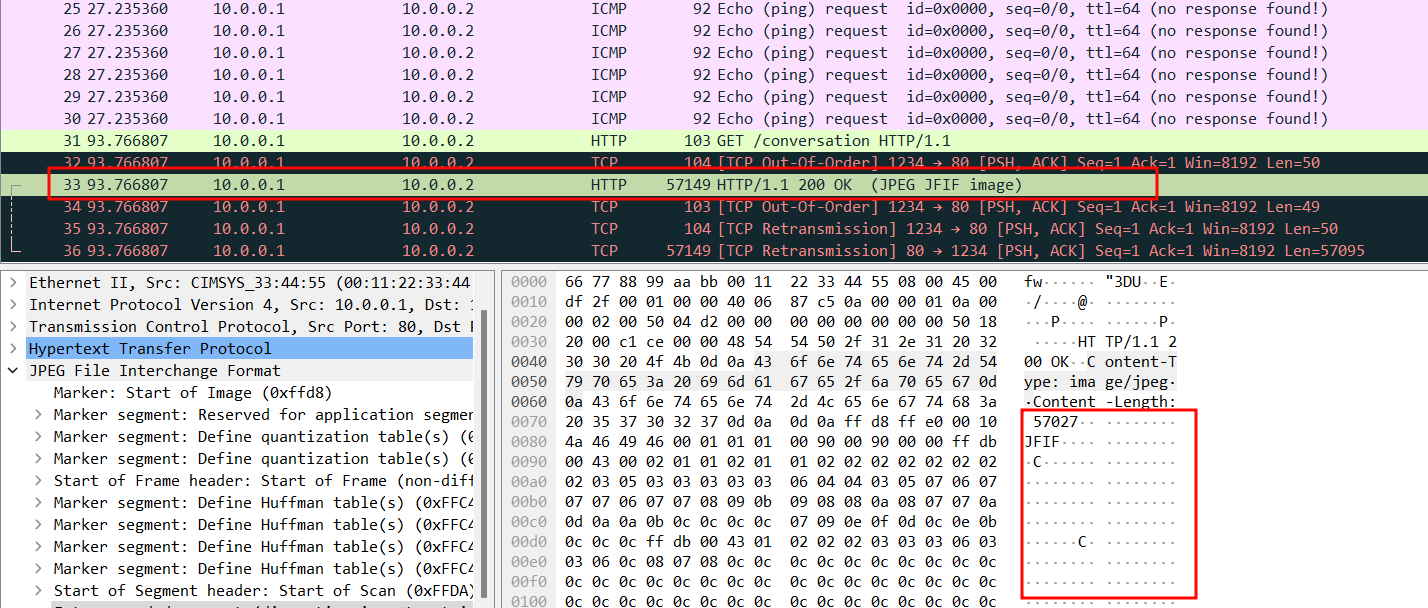 25 27.235360 10.0.0.1 10.0.0.2 ICMP 92 Echo (ping) request id=0x0000, seq=0/0, ttl=64 (no response found!)
26 27.235360 10.0.0.1 10.0.0.2 ICMP 92 Echo (ping) request id=0x0000, seq=0/0, ttl=64 (no response found!)
27 27.235360 10.0.0.1 10.0.0.2 ICMP 92 Echo (ping) request id=0x0000, seq=0/0, ttl=64 (no response found!)
28 27.235360 10.0.0.1 10.0.0.2 ICMP 92 Echo (ping) request id=0x0000, seq=0/0, ttl=64 (no response found!)
29 27.235360 10.0.0.1 10.0.0.2 ICMP 92 Echo (ping) request id=0x0000, seq=0/0, ttl=64 (no response found!)
30 27.235360 10.0.0.1 10.0.0.2 ICMP 92 Echo (ping) request id=0x0000, seq=0/0, ttl=64 (no response found!)
31 93.766807 10.0.0.1 10.0.0.2 HTTP 103 GET /conversation HTTP/1.1
32 93.766807 10.0.0.1 10.0.0.2 TCP 104 [TCP Out-Of-Order] 1234 → 80 [PSH, ACK] Seq=1 Ack=1 Win=8192 Len=50
33 93.766807 10.0.0.1 10.0.0.2 HTTP 57149 HTTP/1.1 200 OK (JPEG JFIF image)
34 93.766807 10.0.0.1 10.0.0.2 TCP 103 [TCP Out-Of-Order] 1234 → 80 [PSH, ACK] Seq=1 Ack=1 Win=8192 Len=49
35 93.766807 10.0.0.1 10.0.0.2 TCP 104 [TCP Retransmission] 1234 → 80 [PSH, ACK] Seq=1 Ack=1 Win=8192 Len=50
36 93.766807 10.0.0.1 10.0.0.2 TCP 57149 [TCP Retransmission] 80 → 1234 [PSH, ACK] Seq=1 Ack=1 Win=8192 Len=57095
Ethernet II, Src: CIMSYS_33:44:55 (00:11:22:33:44
Internet Protocol Version 4, Src: 10.0.0.1, Dst: 1
Transmission Control Protocol, Src Port: 80, Dst P
Hypertext Transfer Protocol
JPEG File Interchange Format
Marker: Start of Image (0xffd8)
Marker segment: Reserved for application segmen
Marker segment: Define quantization table(s) (0
Marker segment: Define quantization table(s) (0
Start of Frame header: Start of Frame (non-diff
Marker segment: Define Huffman table(s) (0xFFC4
Marker segment: Define Huffman table(s) (0xFFC4
Marker segment: Define Huffman table(s) (0xFFC4
Marker segment: Define Huffman table(s) (0xFFC4
Start of Segment header: Start of Scan (0xFFDA)
0000 66 77 88 99 aa bb 00 11 22 33 44 55 08 00 45 00 fw······ "3DU··E·
0010 df 2f 00 01 00 00 40 06 87 c5 0a 00 00 01 0a 00 ·/····@· ········
0020 00 02 00 50 04 d2 00 00 00 00 00 00 00 00 50 18 ···P···· ······P·
0030 20 00 c1 ce 00 00 48 54 54 50 2f 31 2e 31 20 32 ·····HT TP/1.1 2
0040 30 30 20 4f 4b 0d 0a 43 6f 6e 74 65 6e 74 2d 54 00 OK··C ontent-T
0050 79 70 65 3a 20 69 6d 61 67 65 2f 6a 70 65 67 0d ype: ima ge/jpeg·
0060 0a 43 6f 6e 74 65 6e 74 2d 4c 65 6e 67 74 68 3a ·Content -Length:
0070 20 35 37 30 32 37 0d 0a 0d 0a ff d8 ff e0 00 10 57027·· ········
0080 4a 46 49 46 00 01 01 01 00 90 00 90 00 00 ff db JFIF···· ········
0090 00 43 00 02 01 01 02 01 01 02 02 02 02 02 02 02 ·C······ ········
00a0 02 03 05 03 03 03 03 03 06 04 04 03 05 07 06 07 ········ ········
00b0 07 07 06 07 07 08 09 0b 09 08 08 0a 08 07 07 0a ········ ········
00c0 0d 0a 0a 0b 0c 0c 0c 0c 07 09 0e 0f 0d 0c 0e 0b ········ ········
00d0 0c 0c 0c ff db 00 43 01 02 02 02 03 03 03 06 03 ······C· ········
00e0 03 06 0c 08 07 08 0c 0c 0c 0c 0c 0c 0c 0c 0c 0c ········ ········
00f0 0c 0c 0c 0c 0c 0c 0c 0c 0c 0c 0c 0c 0c 0c 0c 0c ········ ········
0100 0c 0c 0c 0c 0c 0c 0c 0c 0c 0c 0c 0c 0c 0c 0c 0c ········ ········